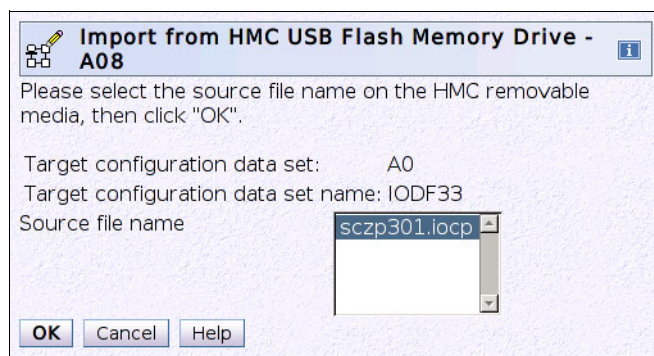 Import from HMC USB Flash Memory Drive -
A08
i
Please select the source file name on the HMC removable
media, then click "OK".
Target configuration data set: A0
Target configuration data set name: IODF33
Source file name sczp301.iocp
OK Cancel Help